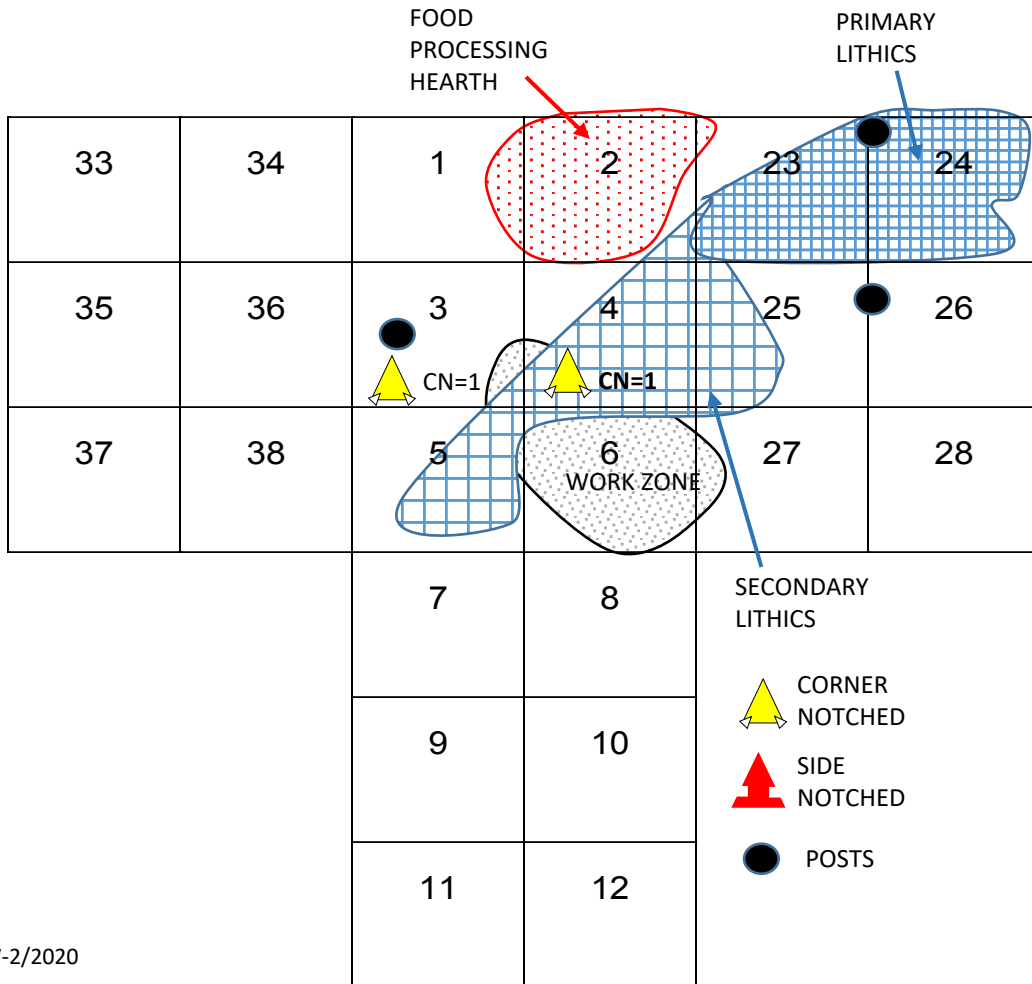 FOOD
PROCESSING
HEARTH
PRIMARY
LITHICS
33 34 1 2 23 24
35 36 3 4 25 26
CN=1 CN=1
37 38 5 6 27 28
WORK ZONE
7 8
SECONDARY
LITHICS
CORNER
NOTCHED
9 10
SIDE
NOTCHED
POSTS
11 12
-2/2020